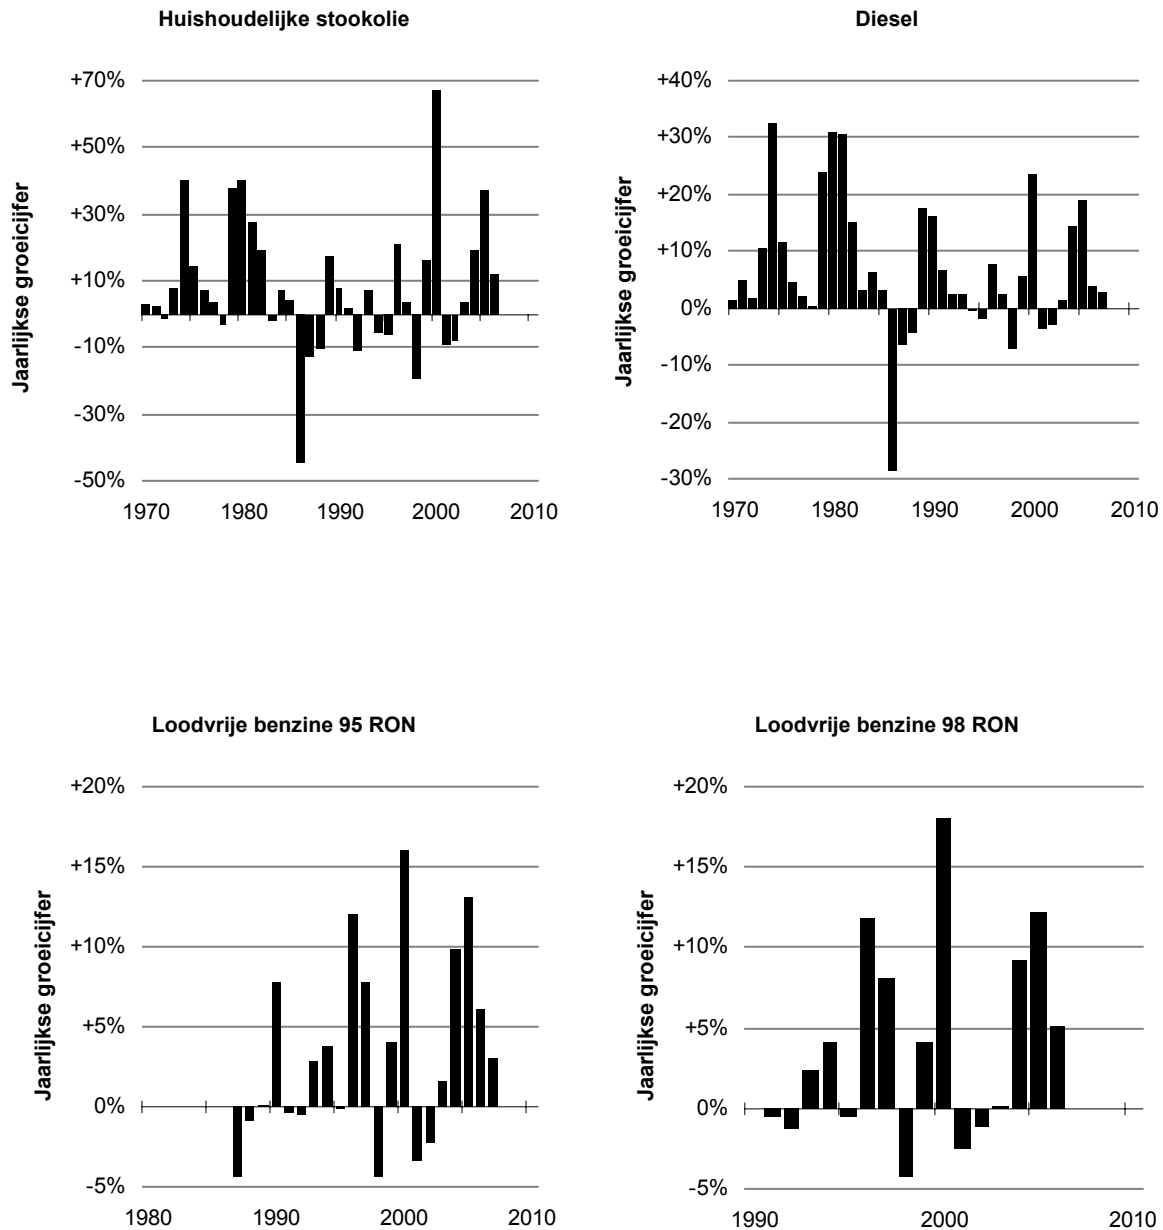 Huishoudelijke stookolie
+70%
+50%
+30%
+10%
-10%
-30%
-50%
Jaarlijkse groeicijfer
1970 1980 1990 2000 2010
Diesel
+40%
+30%
+20%
+10%
0%
-10%
-20%
-30%
Jaarlijkse groeicijfer
1970 1980 1990 2000 2010
Loodvrije benzine 95 RON
+20%
+15%
+10%
+5%
0%
-5%
Jaarlijkse groeicijfer
1980 1990 2000 2010
Loodvrije benzine 98 RON
+20%
+15%
+10%
+5%
0%
-5%
Jaarlijkse groeicijfer
1990 2000 2010